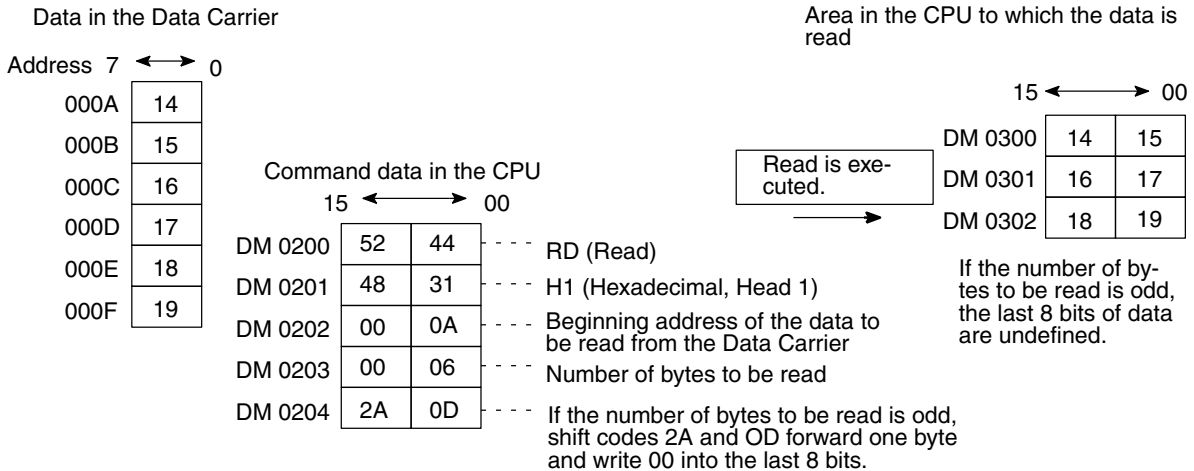 Data in the Data Carrier
Address 7 0
000A 14
000B 15
000C 16
000D 17
000E 18
000F 19
Command data in the CPU
15 00
DM 0200 52 44 RD (Read)
DM 0201 48 31 H1 (Hexadecimal, Head 1)
DM 0202 00 0A Beginning address of the data to
be read from the Data Carrier
DM 0203 00 06 Number of bytes to be read
DM 0204 2A 0D If the number of bytes to be read is odd,
shift codes 2A and OD forward one byte
and write 00 into the last 8 bits.
Read is exe-
cuted.
Area in the CPU to which the data is
read
15 00
DM 0300 14 15
DM 0301 16 17
DM 0302 18 19
If the number of by-
tes to be read is odd,
the last 8 bits of data
are undefined.